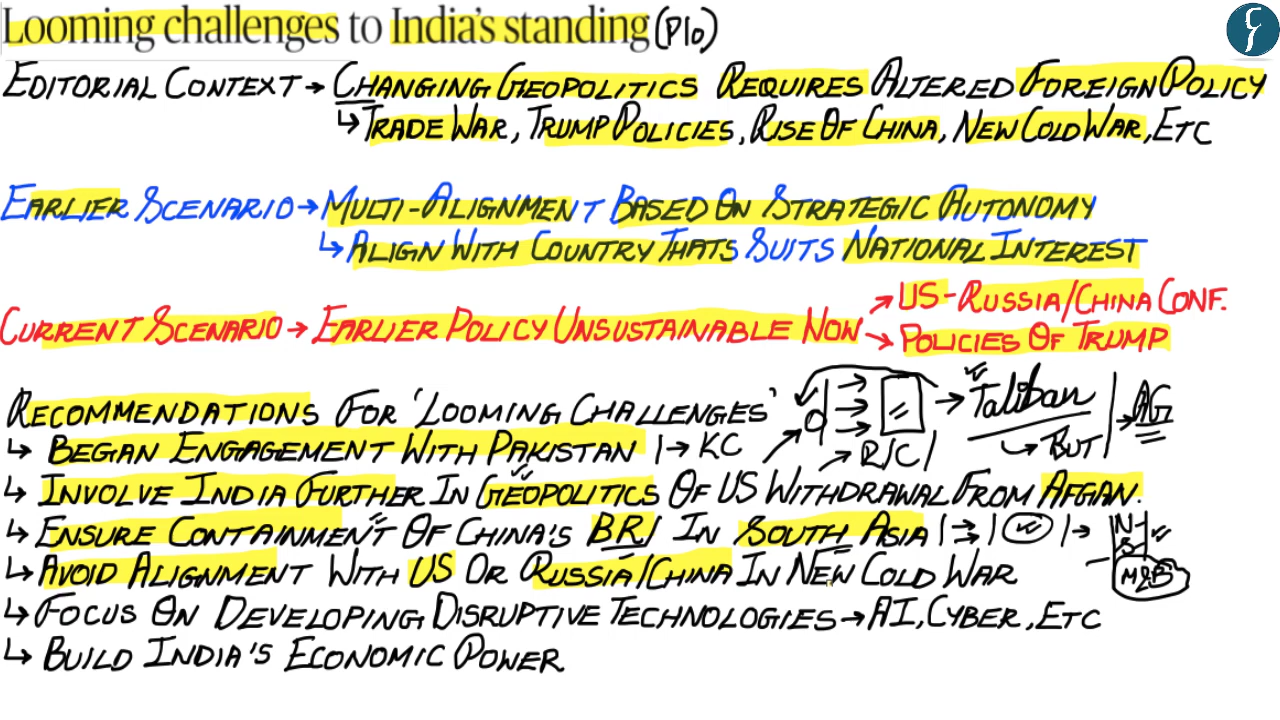 Looming challenges to India's standing (P10)
EDITORIAL CONTEXT → CHANGING GEOPOLITICS REQUIRES ALTERED FOREIGN POLICY
↳ TRADE WAR, TRUMP POLICIES, RISE OF CHINA, NEW COLD WAR, ETC
EARLIER SCENARIO → MULTI-ALIGNMENT BASED ON STRATEGIC AUTONOMY
↳ ALIGN WITH COUNTRY THATS SUITS NATIONAL INTEREST
CURRENT SCENARIO → EARLIER POLICY UNSUSTAINABLE NOW
→ US-RUSSIA/CHINA CONF.
→ POLICIES OF TRUMP
RECOMMENDATIONS FOR 'LOOMING CHALLENGES'
→ Taliban → AG
↳ BUT
→ R/C
↳ BEGAN ENGAGEMENT WITH PAKISTAN | → KC
↳ INVOLVE INDIA FURTHER IN GEOPOLITICS OF US WITHDRAWAL FROM AFGAN.
↳ ENSURE CONTAINMENT OF CHINA'S BRI IN SOUTH ASIA
N
S
M&B
↳ AVOID ALIGNMENT WITH US OR RUSSIA/CHINA IN NEW COLD WAR
↳ FOCUS ON DEVELOPING DISRUPTIVE TECHNOLOGIES → AI, CYBER, ETC
↳ BUILD INDIA'S ECONOMIC POWER